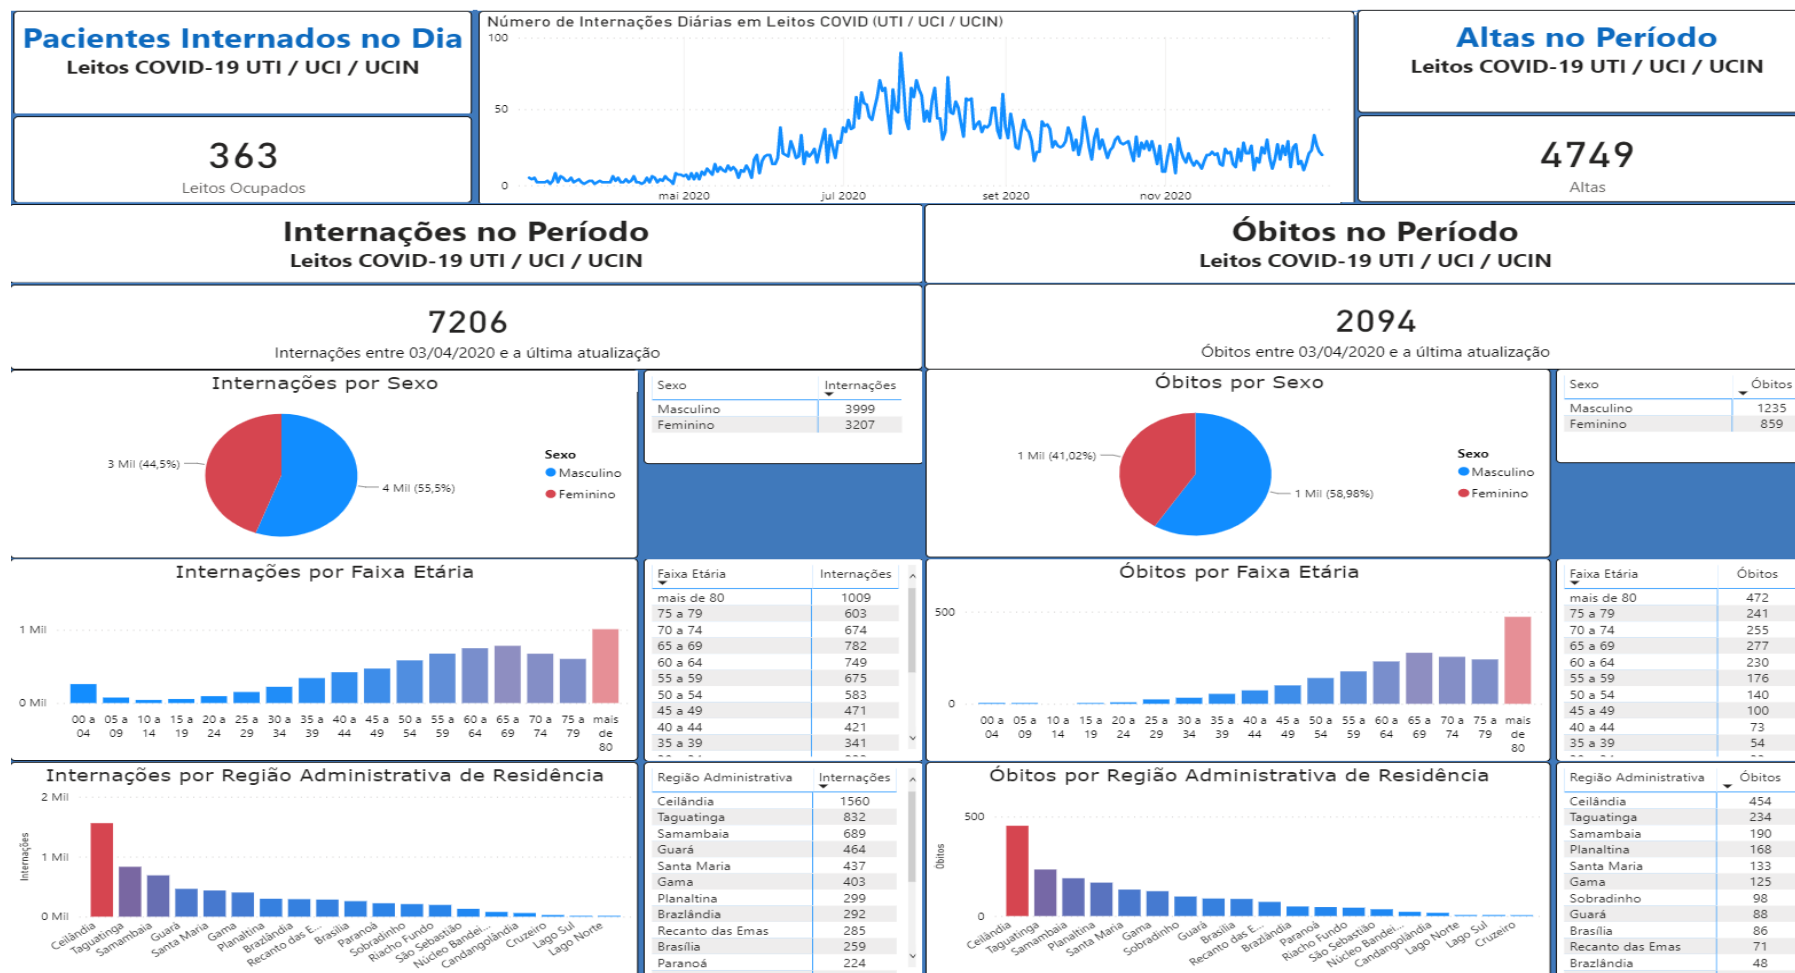 Pacientes Internados no Dia
Leitos COVID-19 UTI / UCI / UCIN
363
Leitos Ocupados
Número de Internações Diárias em Leitos COVID (UTI / UCI / UCIN)
100
50
0
mai 2020 jul 2020 set 2020 nov 2020
Altas no Período
Leitos COVID-19 UTI / UCI / UCIN
4749
Altas
Internações no Período
Leitos COVID-19 UTI / UCI / UCIN
7206
Internações entre 03/04/2020 e a última atualização
Óbitos no Período
Leitos COVID-19 UTI / UCI / UCIN
2094
Óbitos entre 03/04/2020 e a última atualização
Internações por Sexo
3 Mil (44,5%)
4 Mil (55,5%)
Sexo
Masculino
Feminino
Sexo Internações
Masculino 3999
Feminino 3207
Óbitos por Sexo
1 Mil (41,02%)
1 Mil (58,98%)
Sexo
Masculino
Feminino
Sexo Óbitos
Masculino 1235
Feminino 859
Internações por Faixa Etária
1 Mil
0 Mil
00 a 04
05 a 09
10 a 14
15 a 19
20 a 24
25 a 29
30 a 34
35 a 39
40 a 44
45 a 49
50 a 54
55 a 59
60 a 64
65 a 69
70 a 74
75 a 79
mais de 80
Faixa Etária Internações
mais de 80 1009
75 a 79 603
70 a 74 674
65 a 69 782
60 a 64 749
55 a 59 675
50 a 54 583
45 a 49 471
40 a 44 421
35 a 39 341
Óbitos por Faixa Etária
500
0
00 a 04
05 a 09
10 a 14
15 a 19
20 a 24
25 a 29
30 a 34
35 a 39
40 a 44
45 a 49
50 a 54
55 a 59
60 a 64
65 a 69
70 a 74
75 a 79
mais de 80
Faixa Etária Óbitos
mais de 80 472
75 a 79 241
70 a 74 255
65 a 69 277
60 a 64 230
55 a 59 176
50 a 54 140
45 a 49 100
40 a 44 73
35 a 39 54
Internações por Região Administrativa de Residência
Internações
2 Mil
1 Mil
0 Mil
Ceilândia
Taguatinga
Samambaia
Guará
Santa Maria
Gama
Planaltina
Brazlândia
Recanto das E...
Brasília
Paranoá
Sobradinho
Riacho Fundo
São Sebastião
Núcleo Bandei...
Candangolândia
Cruzeiro
Lago Sul
Lago Norte
Região Administrativa Internações
Ceilândia 1560
Taguatinga 832
Samambaia 689
Guará 464
Santa Maria 437
Gama 403
Planaltina 299
Brazlândia 292
Recanto das Emas 285
Brasília 259
Paranoá 224
Óbitos por Região Administrativa de Residência
Óbitos
500
0
Ceilândia
Taguatinga
Samambaia
Planaltina
Santa Maria
Gama
Sobradinho
Guará
Brasília
Recanto das E...
Brazlândia
Paranoá
Riacho Fundo
São Sebastião
Núcleo Bandei...
Candangolândia
Lago Norte
Lago Sul
Cruzeiro
Região Administrativa Óbitos
Ceilândia 454
Taguatinga 234
Samambaia 190
Planaltina 168
Santa Maria 133
Gama 125
Sobradinho 98
Guará 88
Brasília 86
Recanto das Emas 71
Brazlândia 48